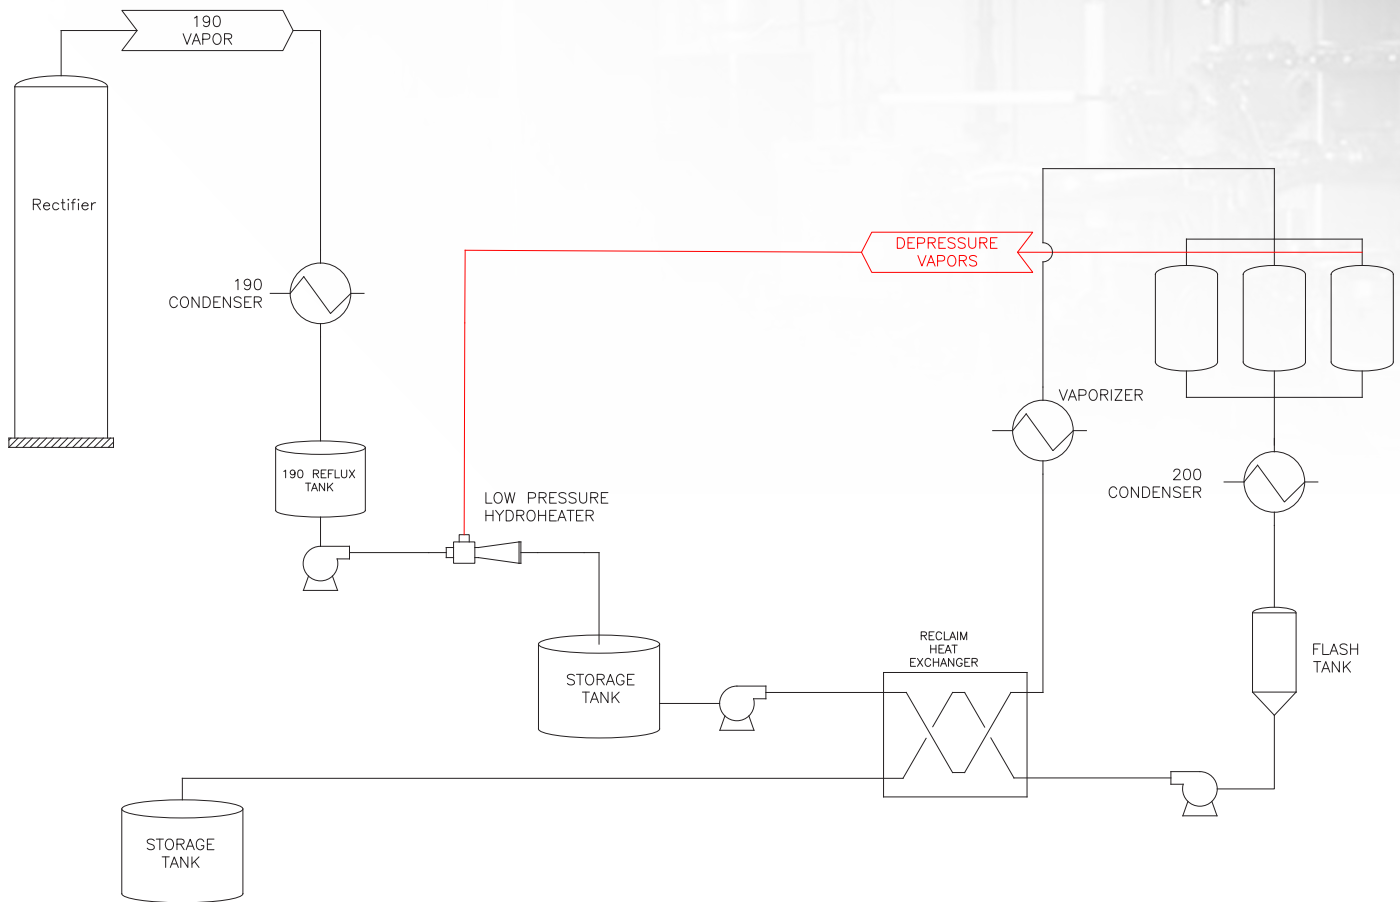 190
VAPOR
Rectifier
DEPRESSURE
VAPORS
190
CONDENSER
VAPORIZER
190 REFLUX
TANK
200
CONDENSER
LOW PRESSURE
HYDROHEATER
RECLAIM
HEAT
EXCHANGER
FLASH
TANK
STORAGE
TANK
STORAGE
TANK